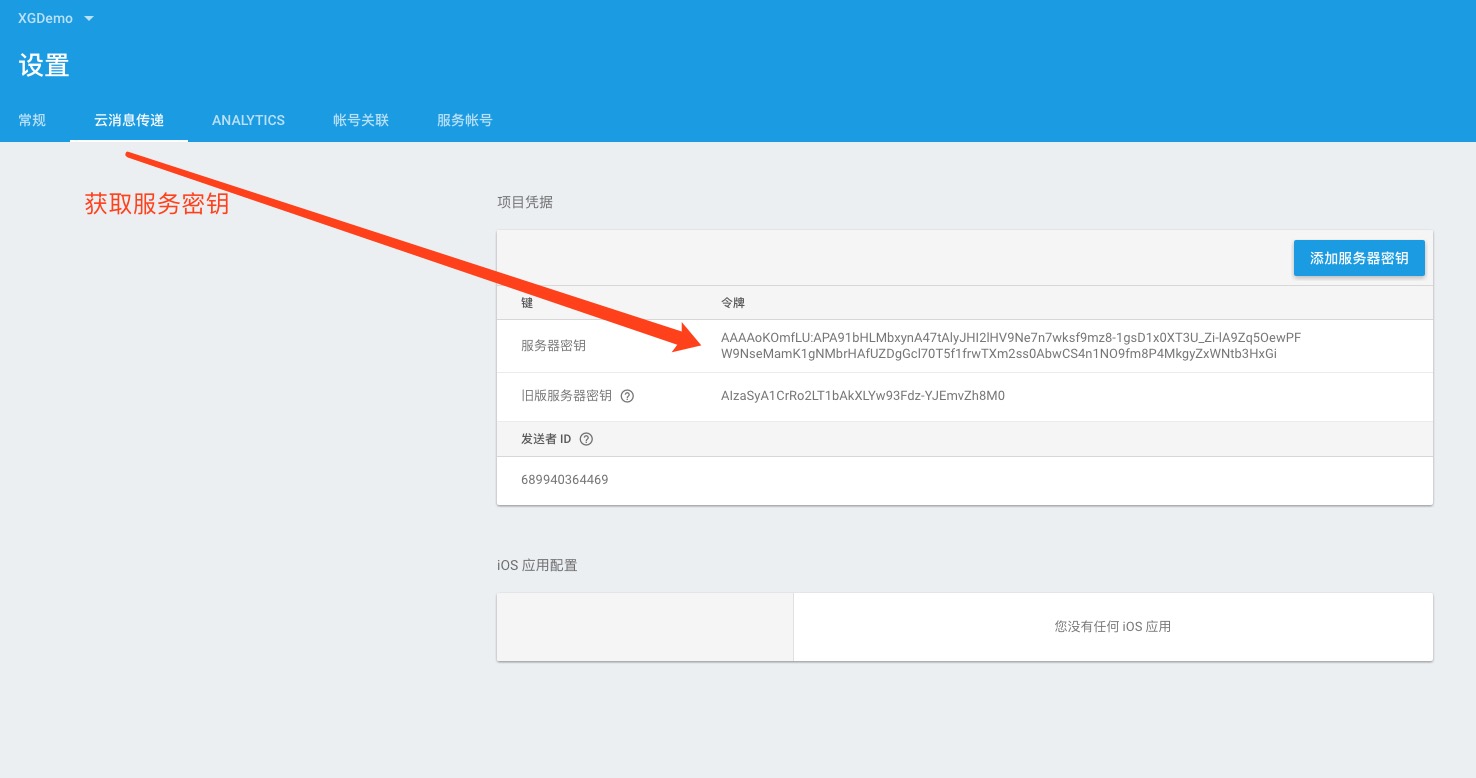 XGDemo
设置
常规 云消息传递 ANALYTICS 帐号关联 服务帐号
获取服务密钥
项目凭据
添加服务器密钥
键 令牌
服务器密钥 AAAAoKOmfLU:APA91bHLMbxynA47tAlyJHI2lHV9Ne7n7wksf9mz8-1gsD1x0XT3U_Zi-lA9Zq5OewPF
W9NseMamK1gNMbrHAfUZDgGcl70T5f1frwTXm2ss0AbwCS4n1NO9fm8P4MkgyZxWNtb3HxGi
旧版服务器密钥 AIzaSyA1CrRo2LT1bAkXLYw93Fdz-YJEmvZh8M0
发送者 ID
689940364469
iOS 应用配置
您没有任何 iOS 应用